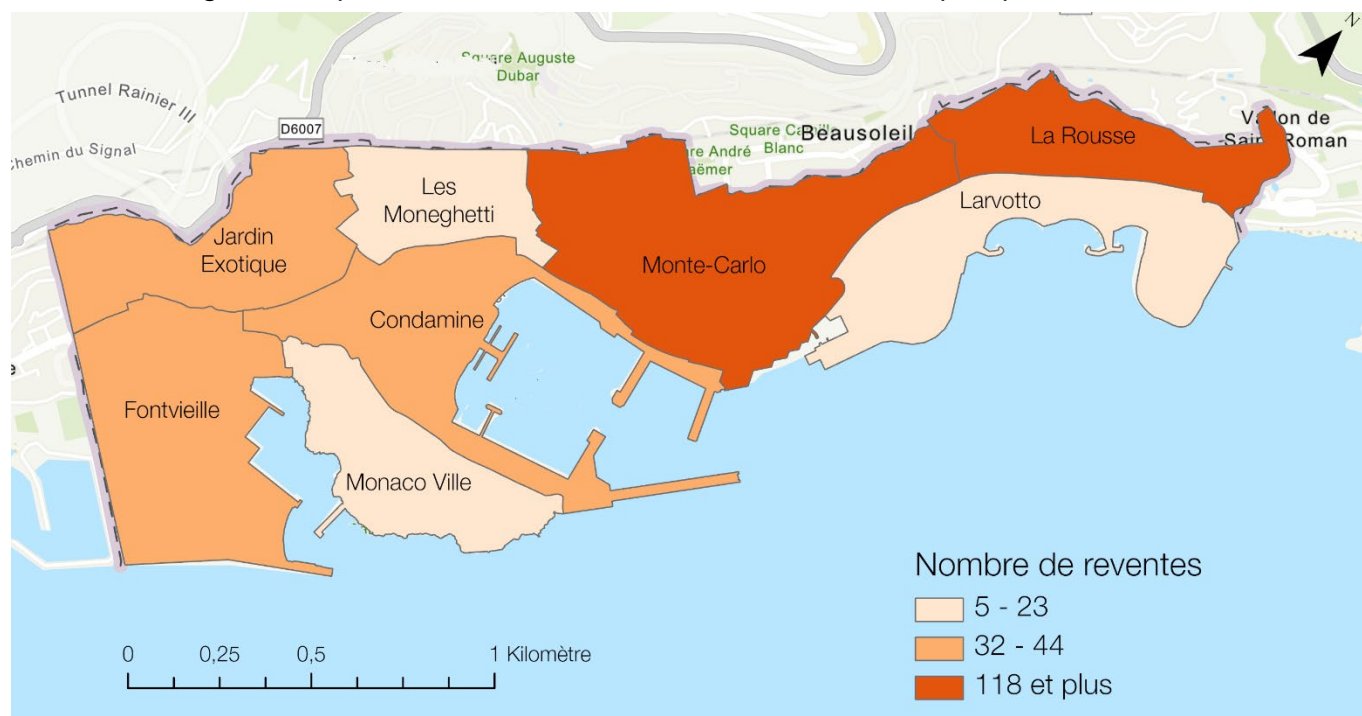 N
Square Auguste
Dubar
Tunnel Rainier III
D6007
Chemin du Signal
Square
Blanc
André
Beausoleil
La Rousse
Les
Moneghetti
Larvotto
Jardin
Exotique
Monte-Carlo
Condamine
Fontvieille
Monaco Ville
Nombre de reventes
5 - 23
32 - 44
118 et plus
0 0,25 0,5 1 Kilomètre